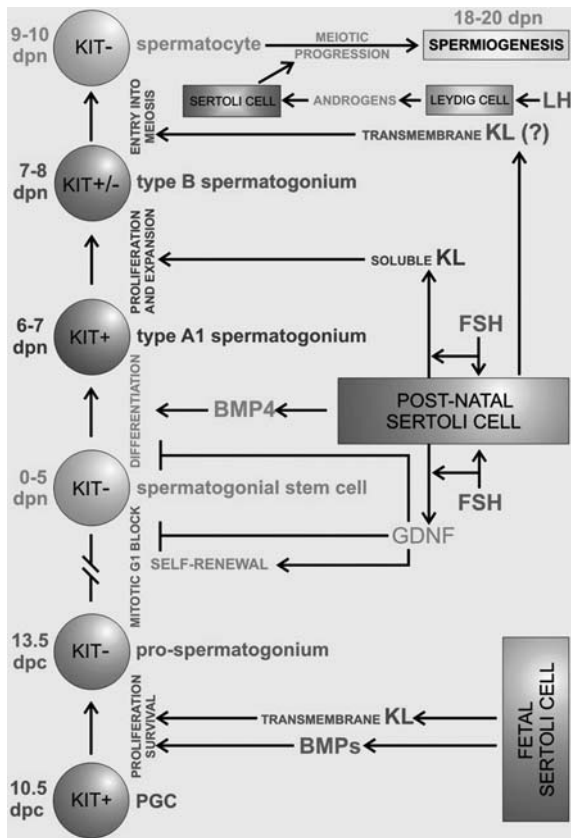 18-20 dpn
9-10
dpn
KIT-
spermatocyte
MEIOTIC
PROGRESSION
SPERMIOGENESIS
SERTOLI CELL
ANDROGENS
LEYDIG CELL
LH
ENTRY INTO
MEIOSIS
TRANSMEMBRANE KL (?)
7-8
dpn
KIT+/-
type B spermatogonium
PROLIFERATION
AND EXPANSION
SOLUBLE KL
6-7
dpn
KIT+
type A1 spermatogonium
FSH
DIFFERENTIATION
BMP4
POST-NATAL
SERTOLI CELL
0-5
dpn
KIT-
spermatogonial stem cell
FSH
MITOTIC G1 BLOCK
GDNF
SELF-RENEWAL
13.5
dpc
KIT-
pro-spermatogonium
PROLIFERATION
SURVIVAL
TRANSMEMBRANE KL
BMPs
FETAL
SERTOLI CELL
10.5
dpc
KIT+
PGC